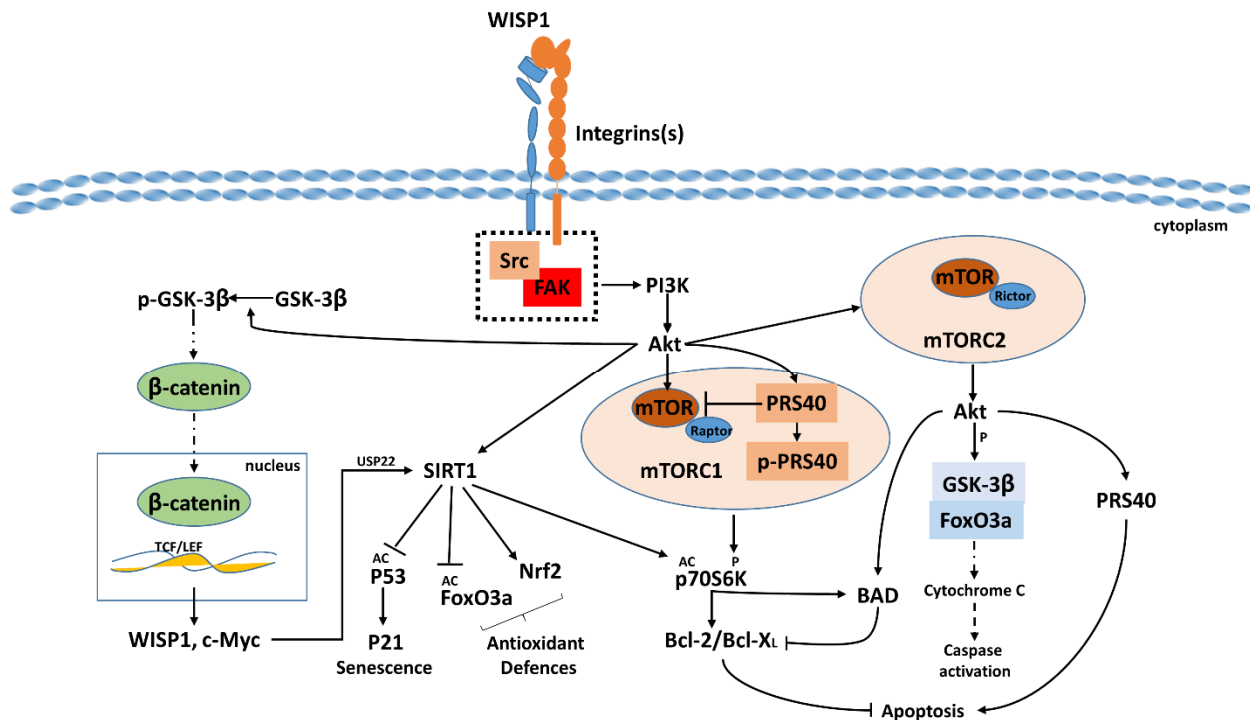 WISP1
Integrins(s)
cytoplasm
Src
FAK
PI3K
mTOR
Rictor
mTORC2
p-GSK-3β
GSK-3β
Akt
β-catenin
mTOR
Raptor
PRS40
mTORC1
p-PRS40
Akt
P
nucleus
β-catenin
TCF/LEF
USP22
SIRT1
GSK-3β
FoxO3a
PRS40
AC
P53
AC
FoxO3a
Nrf2
AC
P
p70S6K
BAD
Cytochrome C
WISP1, c-Myc
P21
Senescence
Antioxidant
Defences
Bcl-2/Bcl-XL
Caspase
activation
Apoptosis